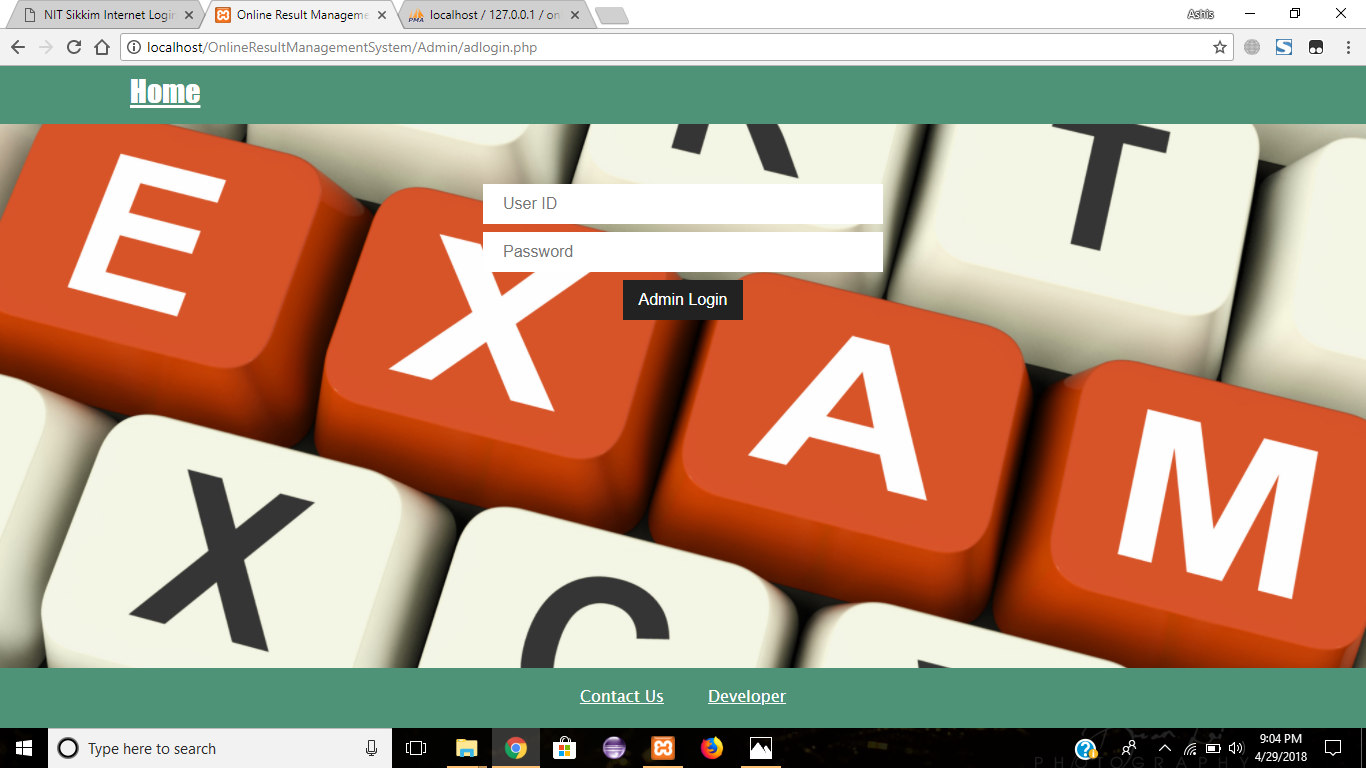 NIT Sikkim Internet Login
Online Result Manageme
localhost / 127.0.0.1 / on
Ashis
localhost/OnlineResultManagementSystem/Admin/adlogin.php
Home
E X A M
T
User ID
Password
Admin Login
X C
Contact Us Developer
Type here to search
9:04 PM
4/29/2018
PHOTOGRAPHY